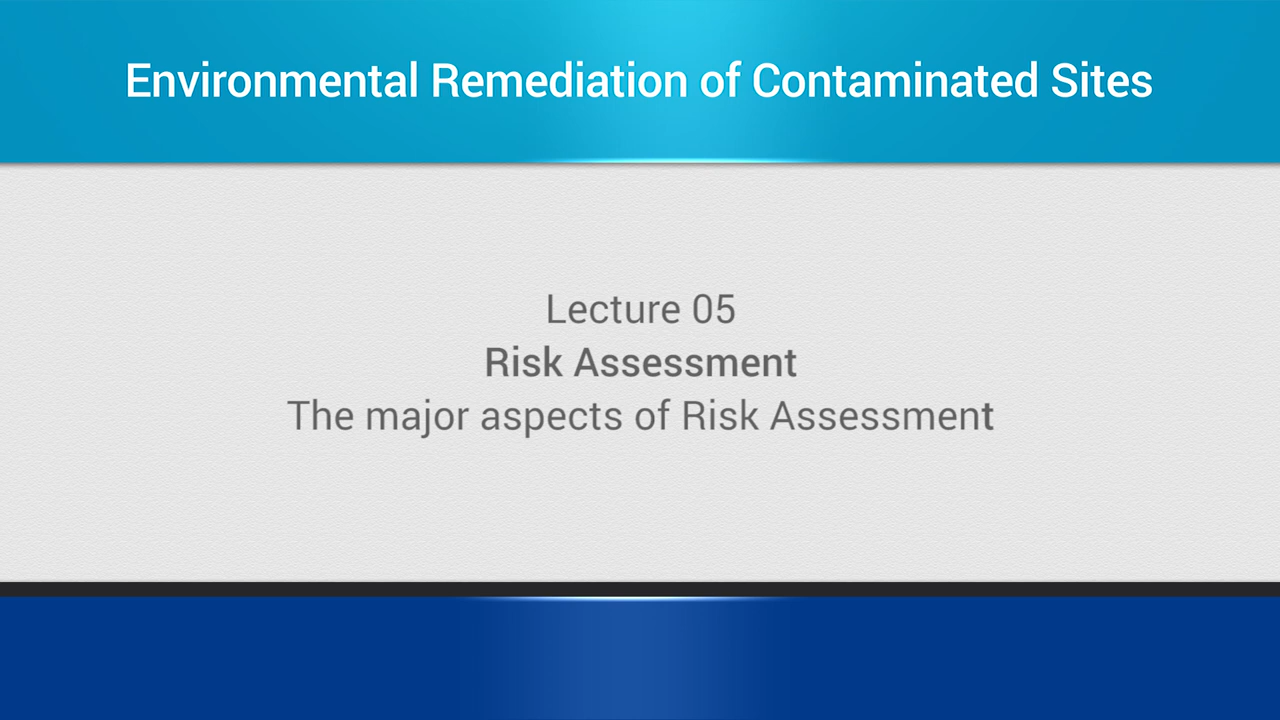 Environmental Remediation of Contaminated Sites
Lecture 05
Risk Assessment
The major aspects of Risk Assessment